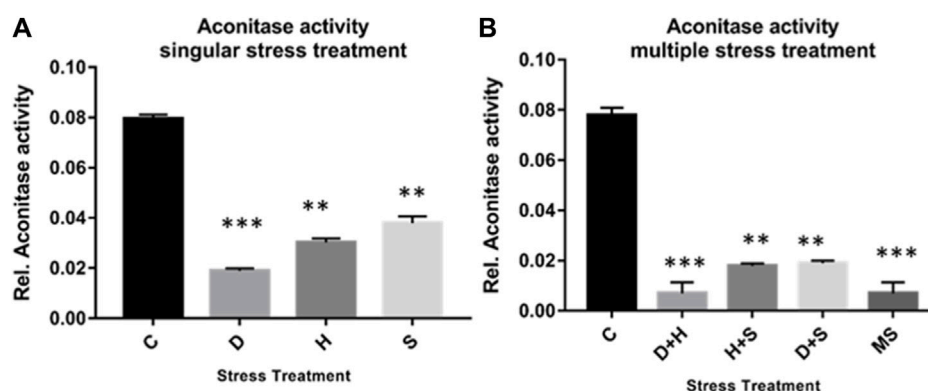 A
Aconitase activity
singular stress treatment
Rel. Aconitase activity
0.10
0.08
0.06
0.04
0.02
0.00
***
**
**
C
D
H
S
Stress Treatment
B
Aconitase activity
multiple stress treatment
Rel. Aconitase activity
0.10
0.08
0.06
0.04
0.02
0.00
***
**
**
***
C
D+H
H+S
D+S
MS
Stress Treatment